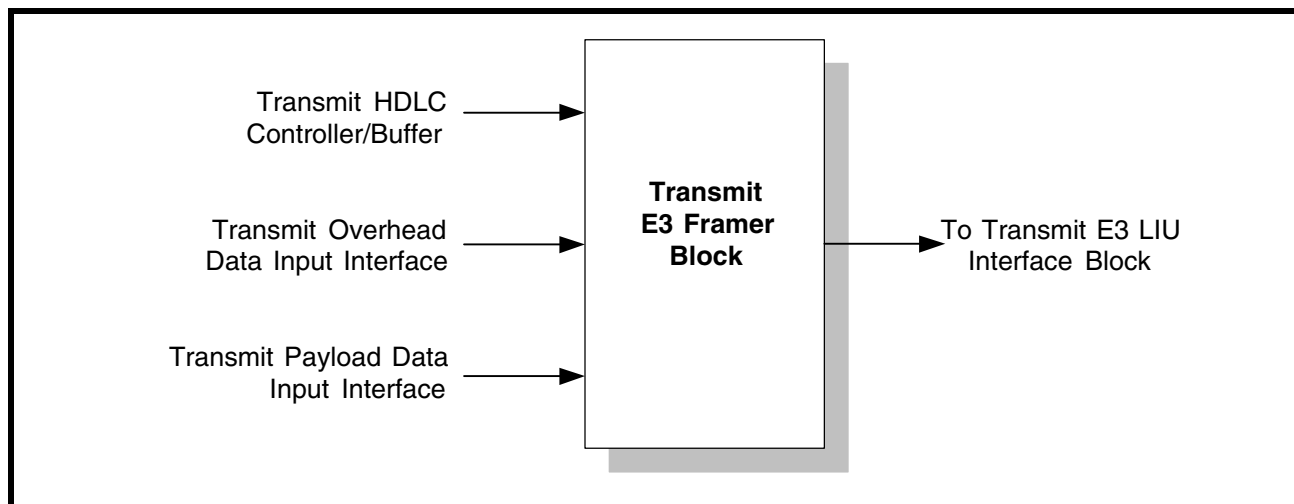 Transmit HDLC
Controller/Buffer
Transmit Overhead
Data Input Interface
Transmit Payload Data
Input Interface
Transmit
E3 Framer
Block
To Transmit E3 LIU
Interface Block